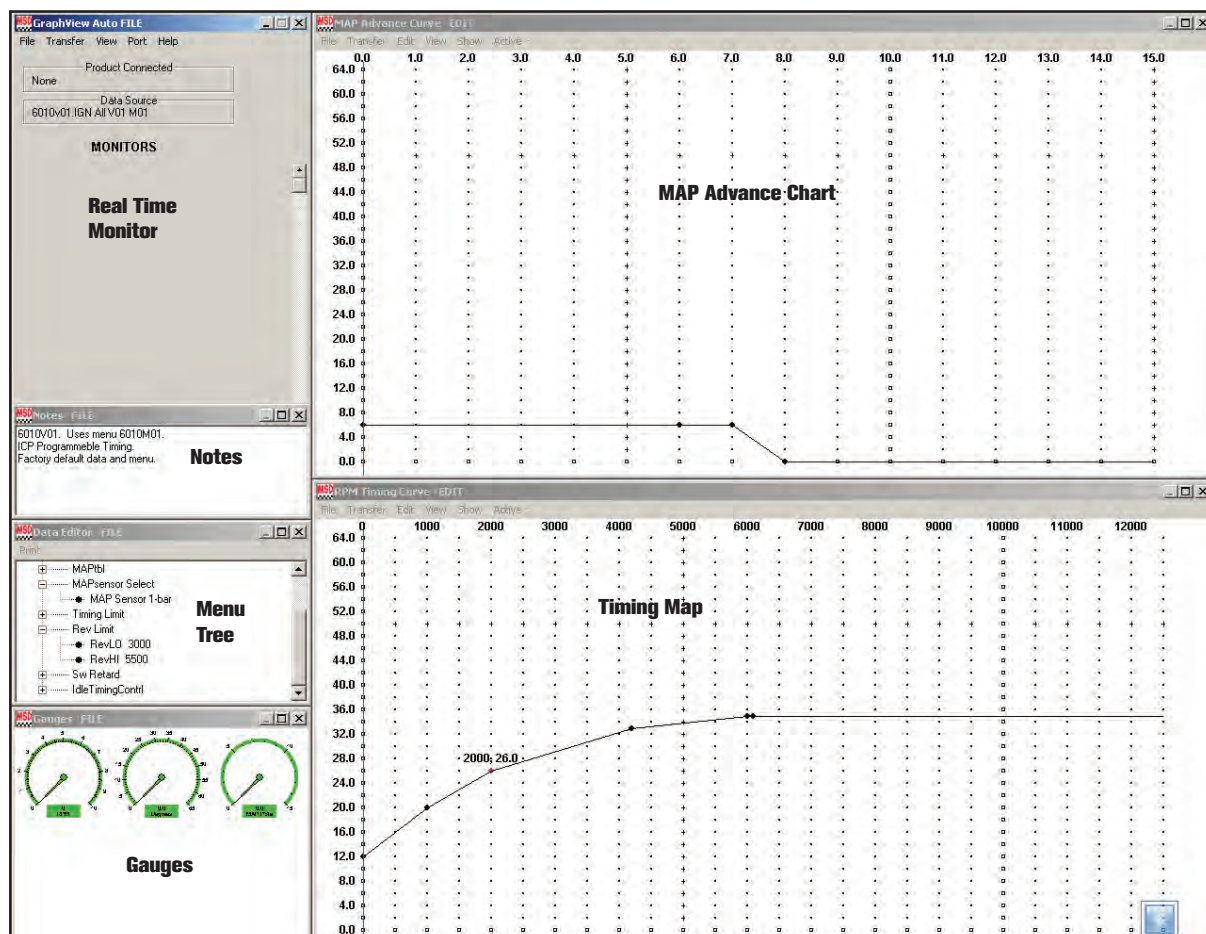 MSD GraphView Auto FILE
File Transfer View Port Help
Product Connected
None
Data Source
6010v01.IGN All V01 M01
MONITORS
Real Time
Monitor
MSD Notes FILE
6010V01. Uses menu 6010M01.
ICP Programmeble Timing.
Factory default data and menu.
Notes
MSD Data Editor FILE
Print
MAPtbl
MAPsensor Select
MAP Sensor 1-bar
Timing Limit
Rev Limit
RevLO 3000
RevHI 5500
Sw Retard
IdleTimingContrl
Menu
Tree
MSD Gauges FILE
Degrees
Gauges
MSD MAP Advance Curve EDIT
File Transfer Edit View Show Active
0.0 1.0 2.0 3.0 4.0 5.0 6.0 7.0 8.0 9.0 10.0 11.0 12.0 13.0 14.0 15.0
64.0
60.0
56.0
52.0
48.0
44.0
40.0
36.0
32.0
28.0
24.0
20.0
16.0
12.0
8.0
4.0
0.0
MAP Advance Chart
MSD RPM Timing Curve EDIT
File Transfer Edit View Show Active
0 1000 2000 3000 4000 5000 6000 7000 8000 9000 10000 11000 12000
64.0
60.0
56.0
52.0
48.0
44.0
40.0
36.0
32.0
28.0
24.0
20.0
16.0
12.0
8.0
4.0
0.0
Timing Map
2000, 26.0